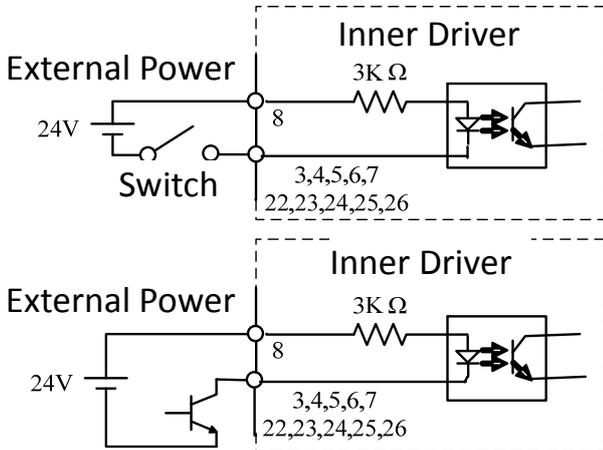 Inner Driver
External Power
3K Ω
24V
8
Switch
3,4,5,6,7
22,23,24,25,26
Inner Driver
External Power
3K Ω
8
24V
3,4,5,6,7
22,23,24,25,26